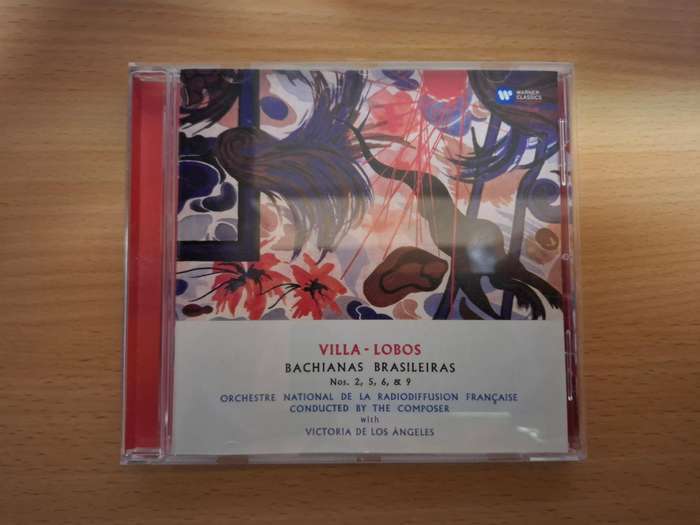 WARNER
CLASSICS
VILLA - LOBOS
BACHIANAS BRASILEIRAS
Nos. 2, 5, 6, & 9
ORCHESTRE NATIONAL DE LA RADIODIFFUSION FRANÇAISE
CONDUCTED BY THE COMPOSER
with
VICTORIA DE LOS ÁNGELES